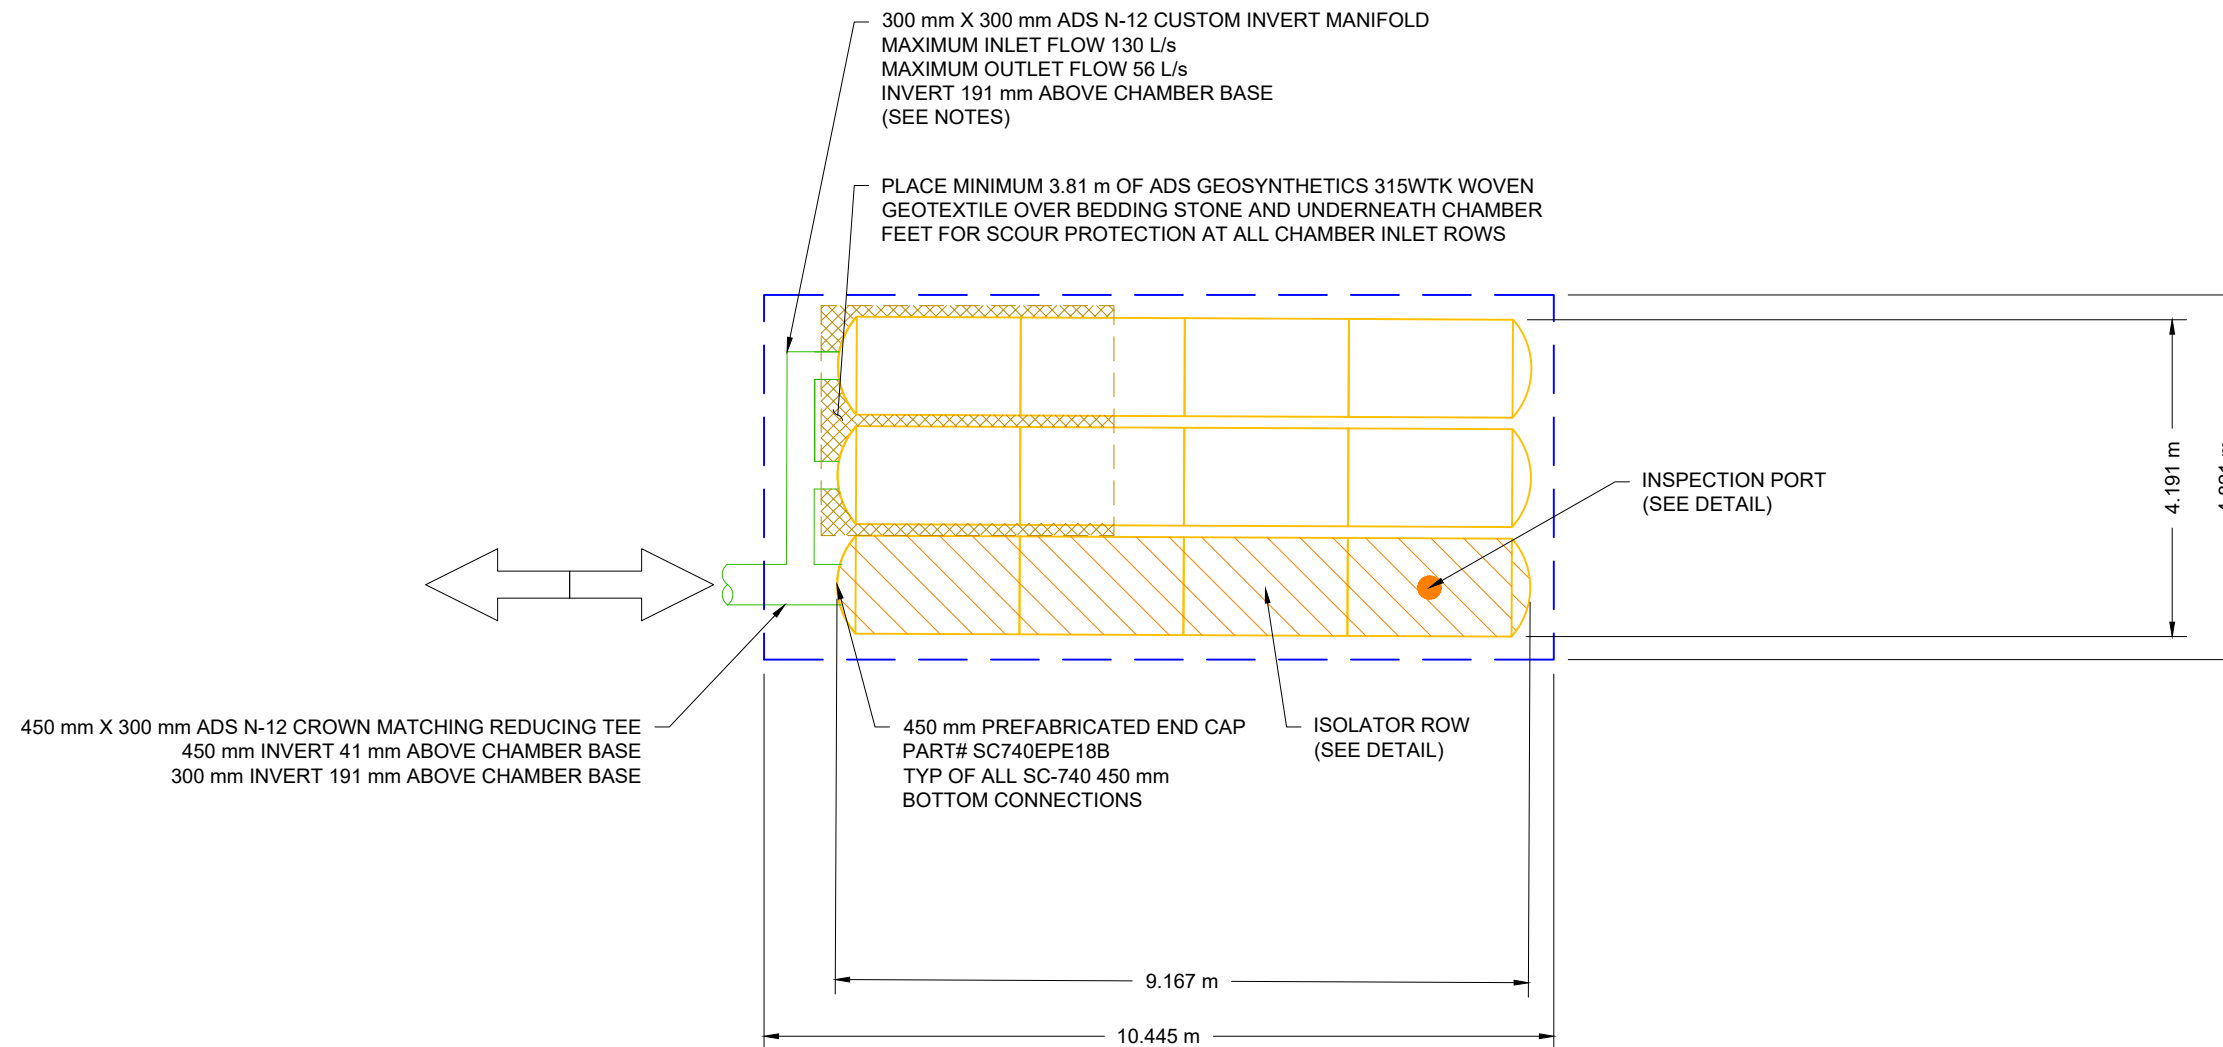 300 mm X 300 mm ADS N-12 CUSTOM INVERT MANIFOLD
MAXIMUM INLET FLOW 130 L/s
MAXIMUM OUTLET FLOW 56 L/s
INVERT 191 mm ABOVE CHAMBER BASE
(SEE NOTES)
PLACE MINIMUM 3.81 m OF ADS GEOSYNTHETICS 315WTK WOVEN
GEOTEXTILE OVER BEDDING STONE AND UNDERNEATH CHAMBER
FEET FOR SCOUR PROTECTION AT ALL CHAMBER INLET ROWS
INSPECTION PORT
(SEE DETAIL)
4.191 m
450 mm X 300 mm ADS N-12 CROWN MATCHING REDUCING TEE
450 mm INVERT 41 mm ABOVE CHAMBER BASE
300 mm INVERT 191 mm ABOVE CHAMBER BASE
450 mm PREFABRICATED END CAP
PART# SC740EPE18B
TYP OF ALL SC-740 450 mm
BOTTOM CONNECTIONS
ISOLATOR ROW
(SEE DETAIL)
9.167 m
10.445 m